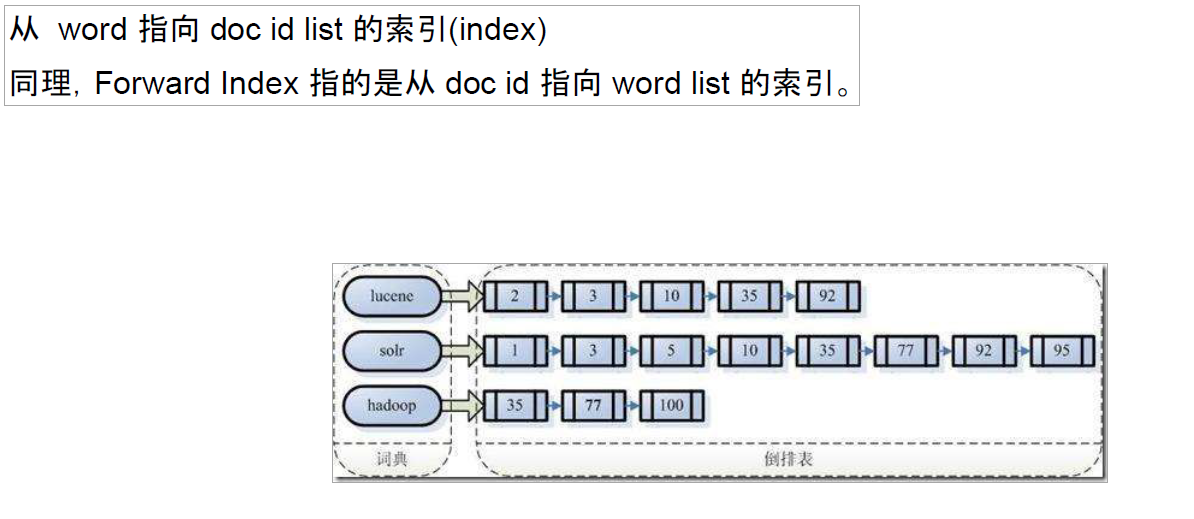 从 word 指向 doc id list 的索引(index)
同理, Forward Index 指的是从 doc id 指向 word list 的索引。
lucene 2 3 10 35 92
solr 1 3 5 10 35 77 92 95
hadoop 35 77 100
词典 倒排表